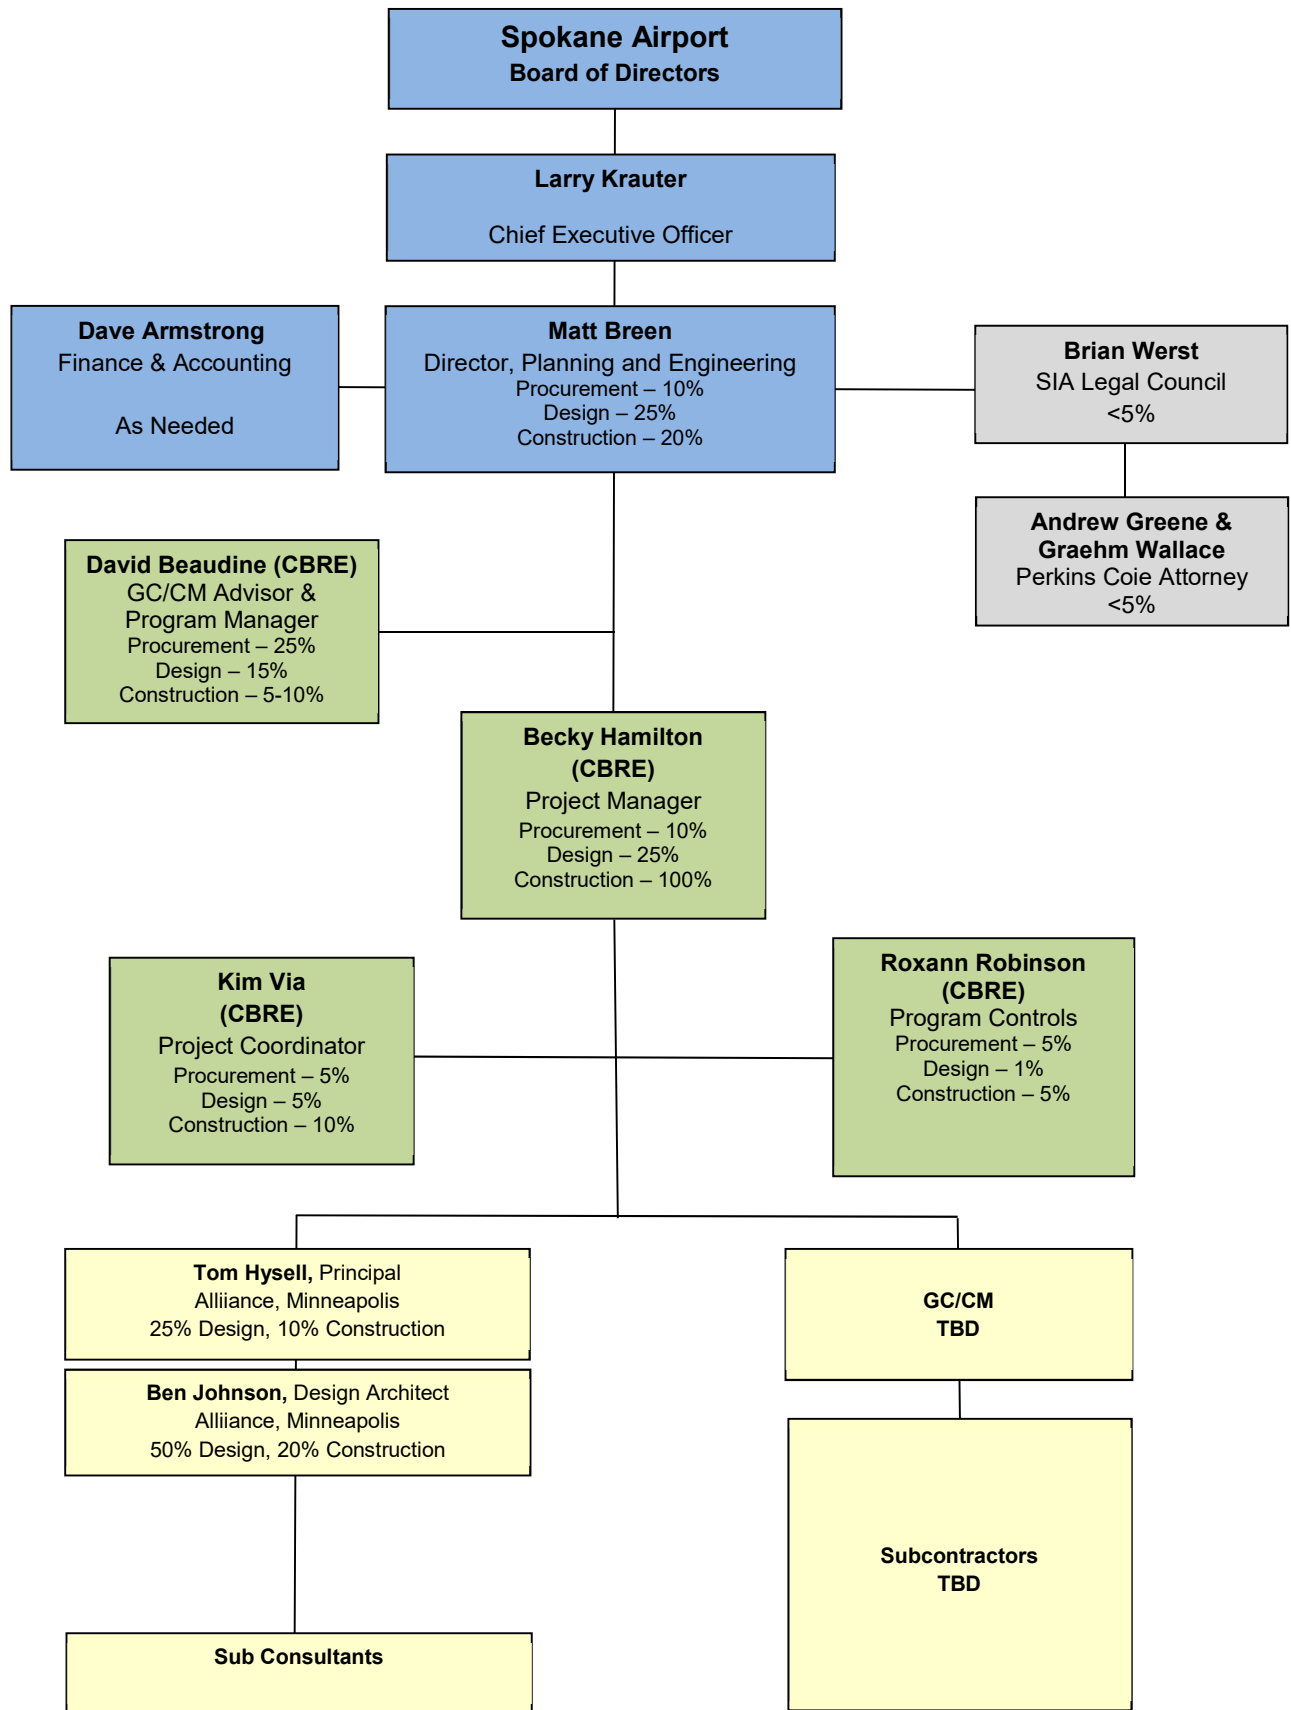 Spokane Airport
Board of Directors
Larry Krauter
Chief Executive Officer
Dave Armstrong
Finance & Accounting
As Needed
Matt Breen
Director, Planning and Engineering
Procurement – 10%
Design – 25%
Construction – 20%
Brian Werst
SIA Legal Council
<5%
Andrew Greene &
Graehm Wallace
Perkins Coie Attorney
<5%
David Beaudine (CBRE)
GC/CM Advisor &
Program Manager
Procurement – 25%
Design – 15%
Construction – 5-10%
Becky Hamilton
(CBRE)
Project Manager
Procurement – 10%
Design – 25%
Construction – 100%
Kim Via
(CBRE)
Project Coordinator
Procurement – 5%
Design – 5%
Construction – 10%
Roxann Robinson
(CBRE)
Program Controls
Procurement – 5%
Design – 1%
Construction – 5%
Tom Hysell, Principal
Alliiance, Minneapolis
25% Design, 10% Construction
Ben Johnson, Design Architect
Alliiance, Minneapolis
50% Design, 20% Construction
Sub Consultants
GC/CM
TBD
Subcontractors
TBD